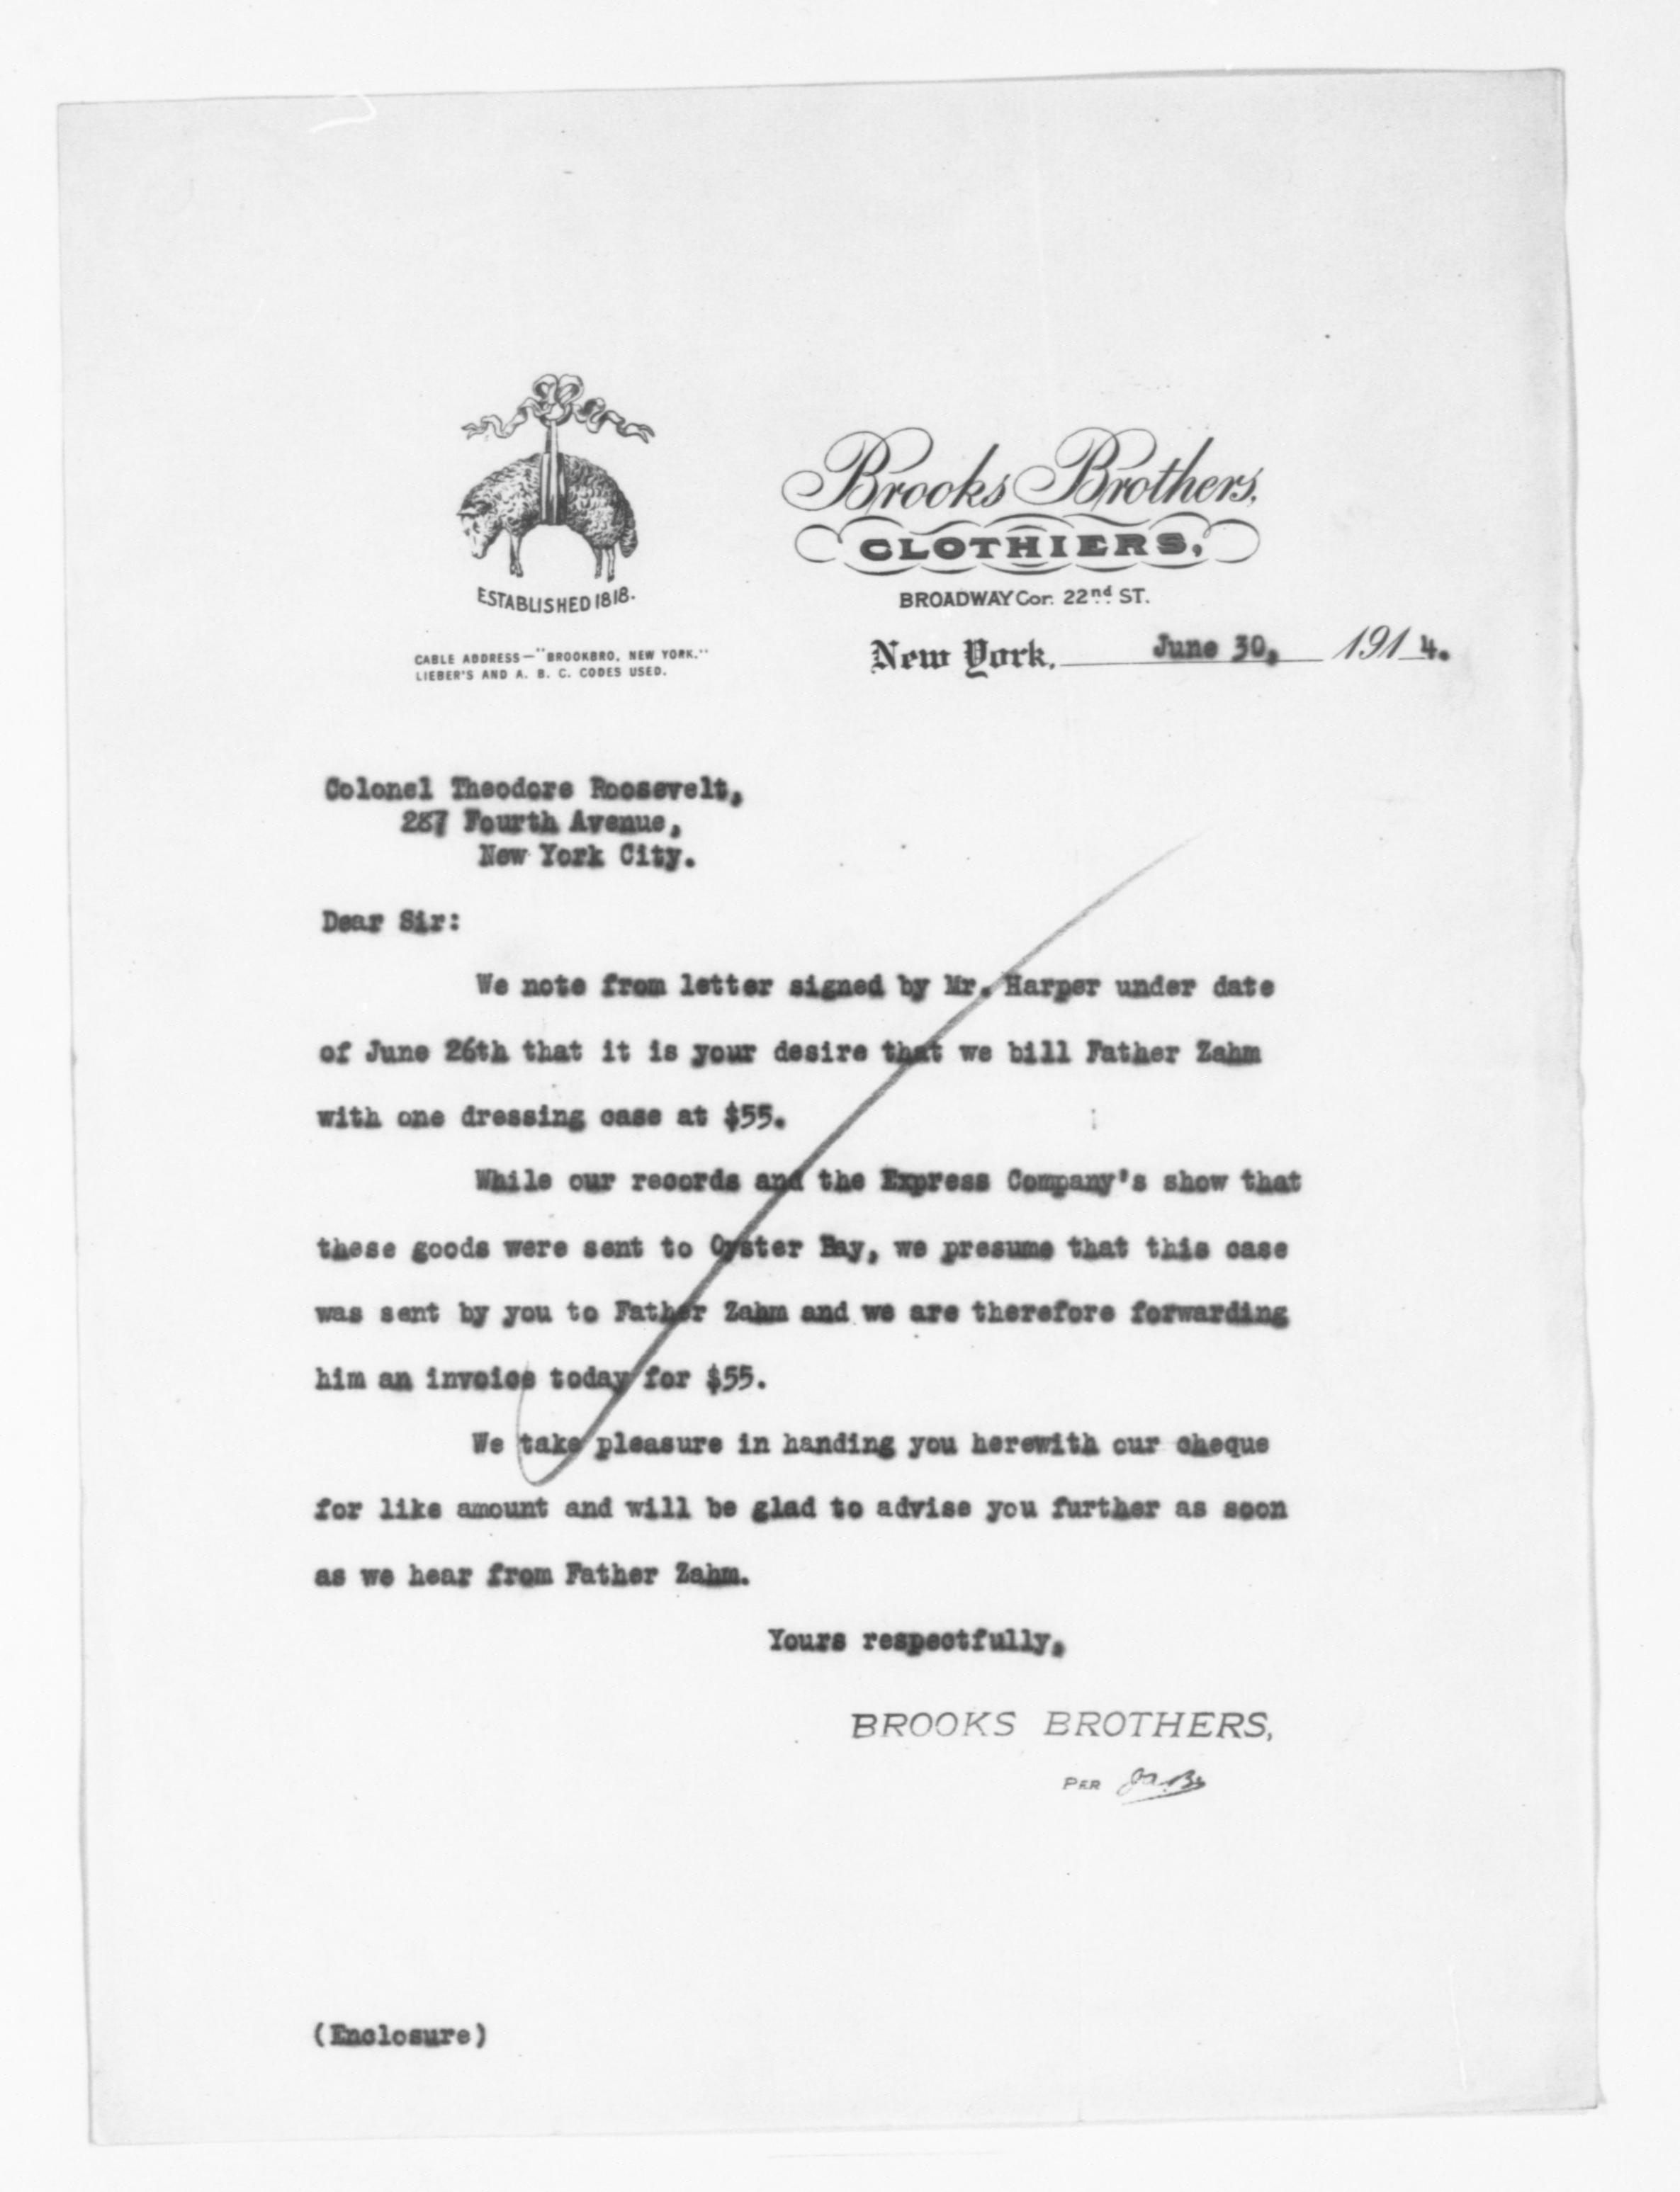 ESTABLISHED 1818.
CABLE ADDRESS—"BROOKBRO, NEW YORK."
LIEBER'S AND A. B. C. CODES USED.
Brooks Brothers,
CLOTHIERS,
BROADWAY Cor. 22nd ST.
New York, June 30, 1914.
Colonel Theodore Roosevelt,
287 Fourth Avenue,
New York City.
Dear Sir:
We note from letter signed by Mr. Harper under date
of June 26th that it is your desire that we bill Father Zahm
with one dressing case at $55.
While our records and the Express Company's show that
these goods were sent to Oyster Bay, we presume that this case
was sent by you to Father Zahm and we are therefore forwarding
him an invoice today for $55.
We take pleasure in handing you herewith our cheque
for like amount and will be glad to advise you further as soon
as we hear from Father Zahm.
Yours respectfully,
BROOKS BROTHERS,
PER
(Enclosure)